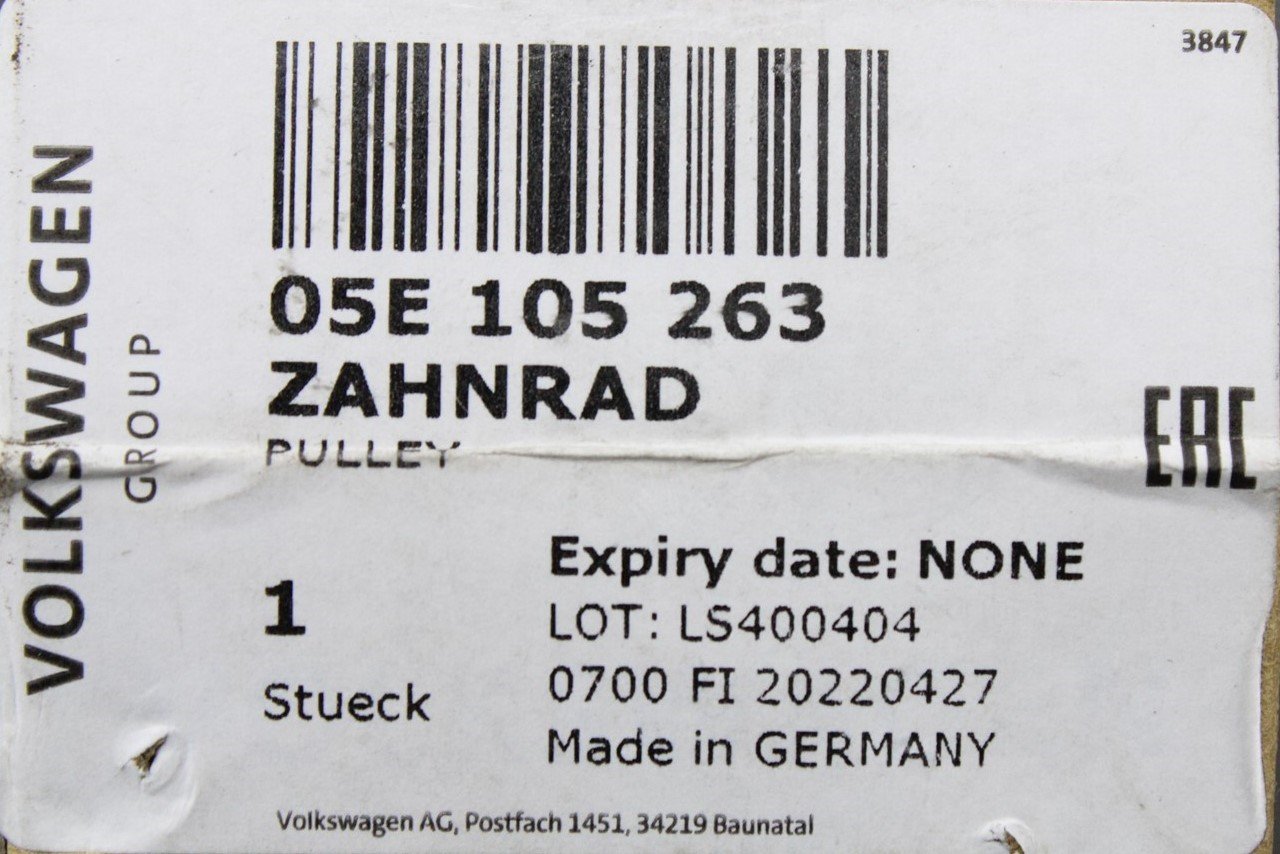 3847
VOLKSWAGEN
GROUP
05E 105 263
ZAHNRAD
PULLEY
EAC
1
Stueck
Expiry date: NONE
LOT: LS400404
0700 FI 20220427
Made in GERMANY
Volkswagen AG, Postfach 1451, 34219 Baunatal